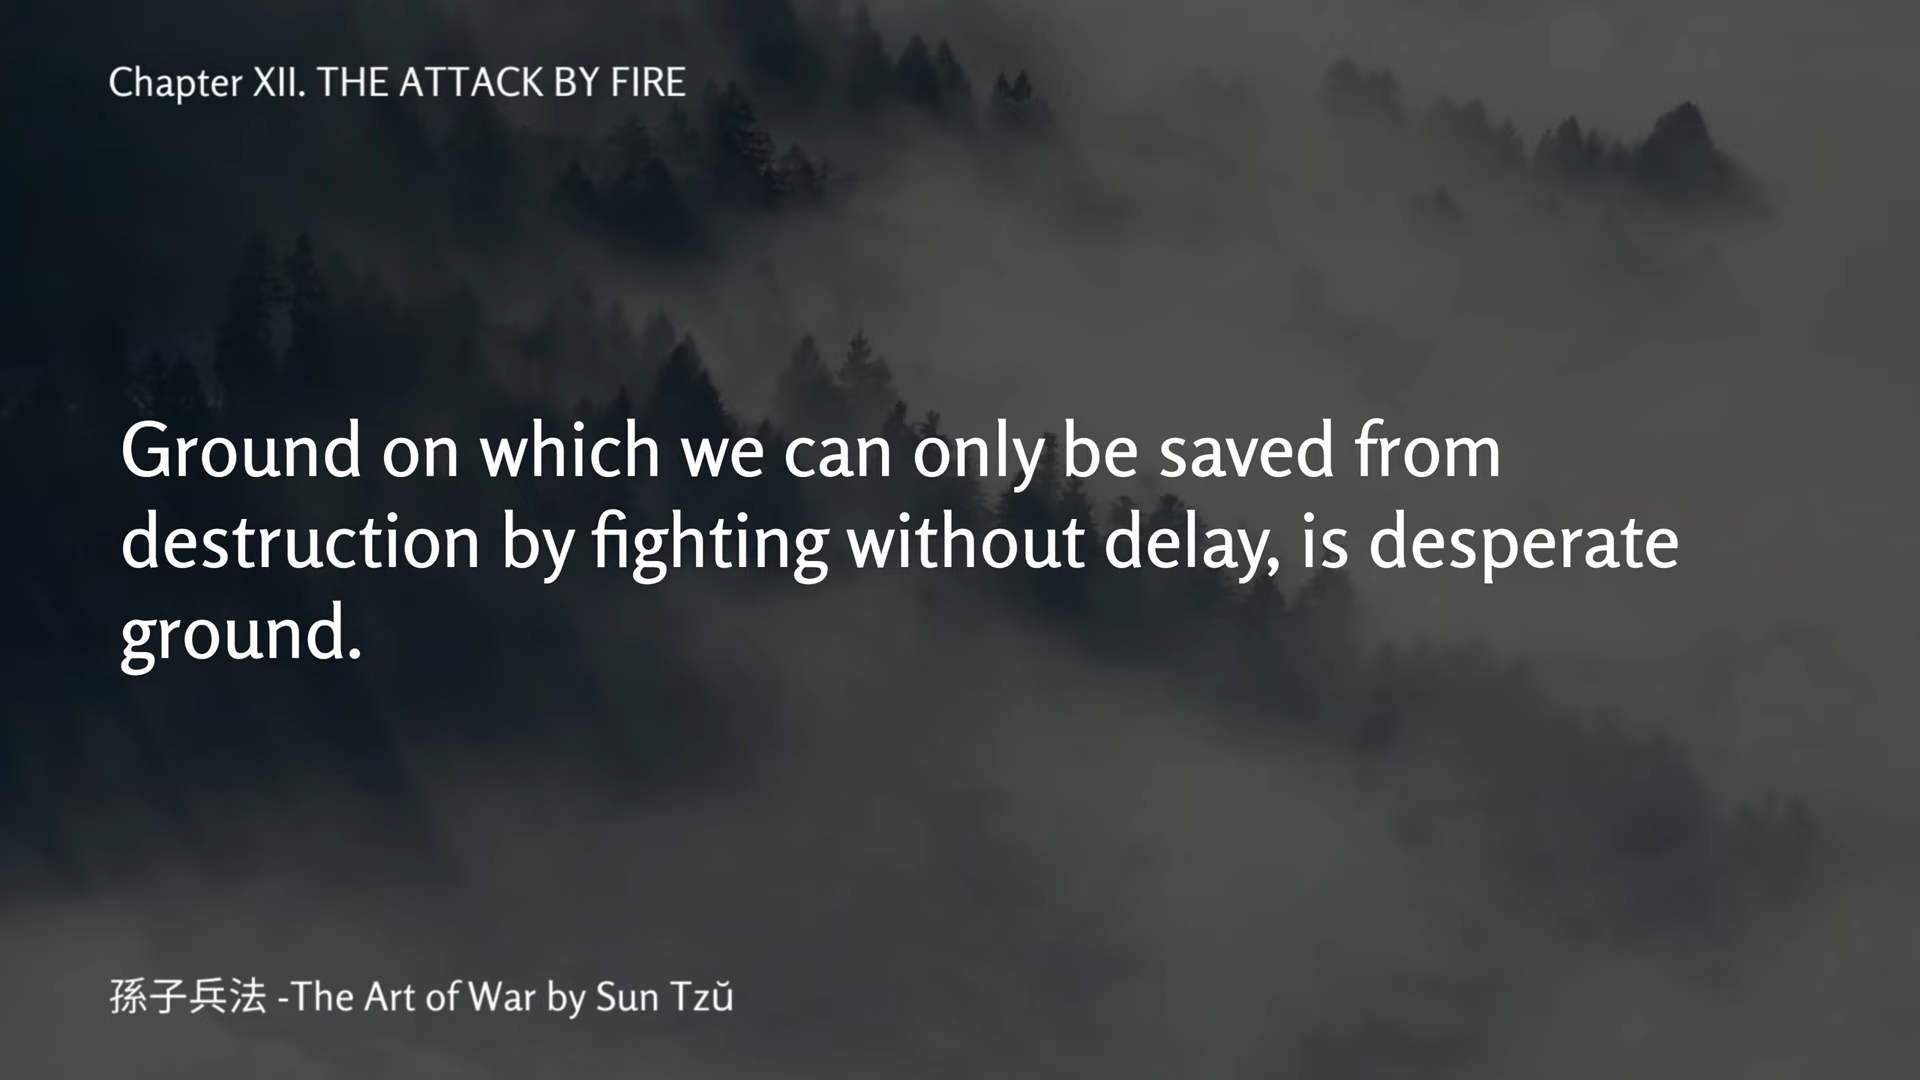 Chapter XII. THE ATTACK BY FIRE
Ground on which we can only be saved from
destruction by fighting without delay, is desperate
ground.
孫子兵法 -The Art of War by Sun Tzŭ